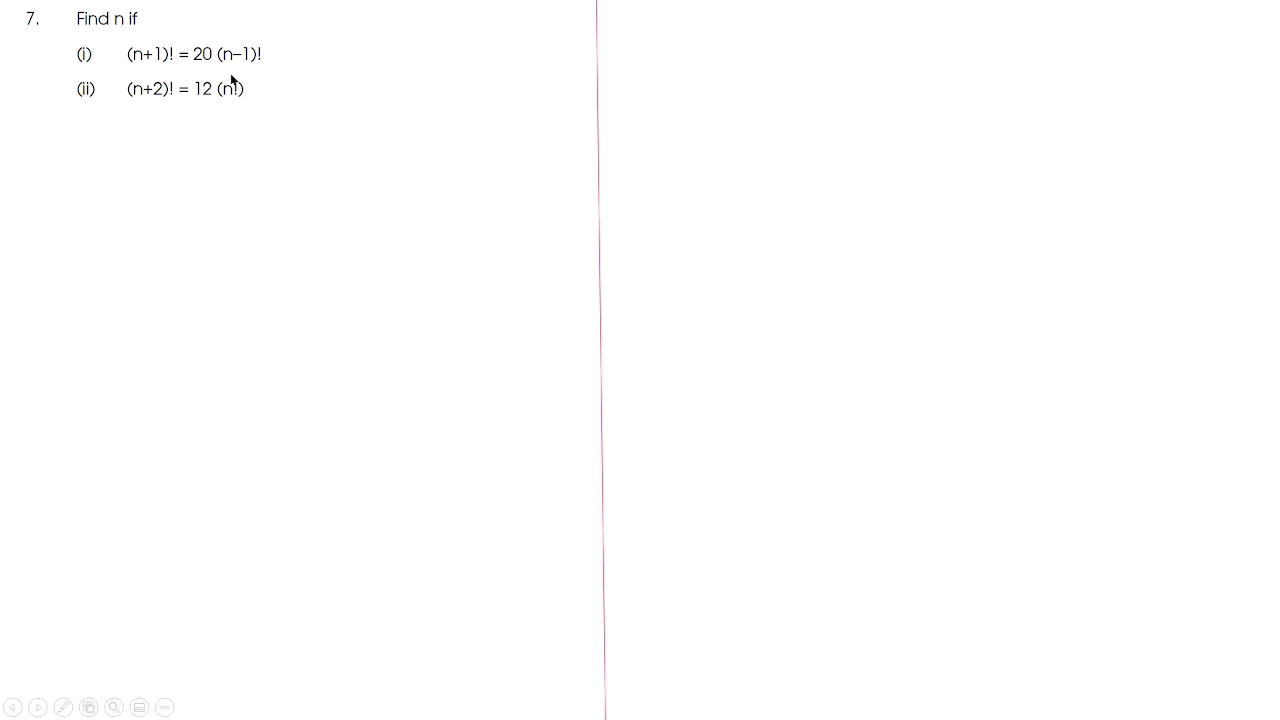 7. Find n if
(i) (n+1)! = 20 (n–1)!
(ii) (n+2)! = 12 (n!)